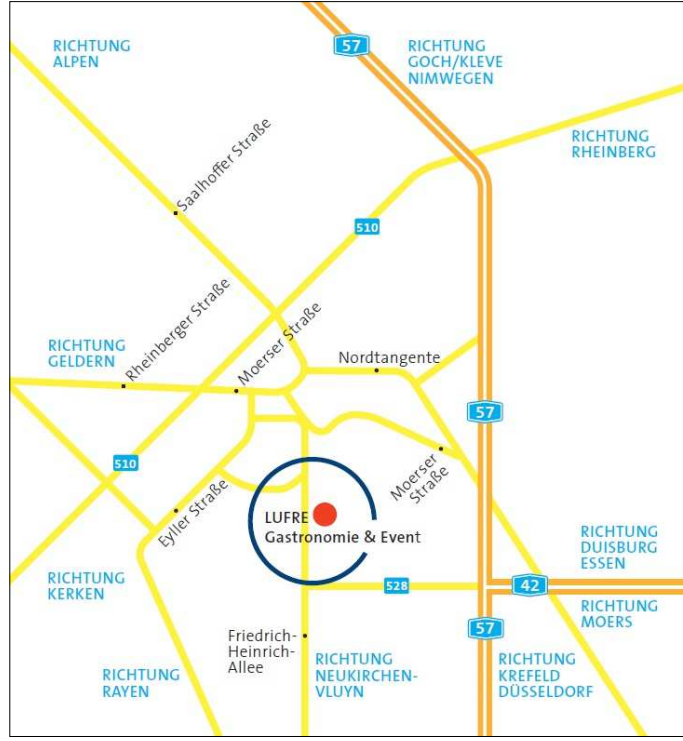 RICHTUNG
ALPEN
57
RICHTUNG
GOCH/KLEVE
NIMWEGEN
RICHTUNG
RHEINBERG
Saalhoffer Straße
510
Rheinberger Straße
Moerser Straße
RICHTUNG
GELDERN
Nordtangente
57
510
Moerser
Straße
Eyller Straße
LUFRE
Gastronomie & Event
RICHTUNG
DUISBURG
ESSEN
RICHTUNG
KERKEN
528
42
RICHTUNG
MOERS
57
Friedrich-
Heinrich-
Allee
RICHTUNG
RAYEN
RICHTUNG
NEUKIRCHEN-
VLUYN
RICHTUNG
KREFELD
DÜSSELDORF